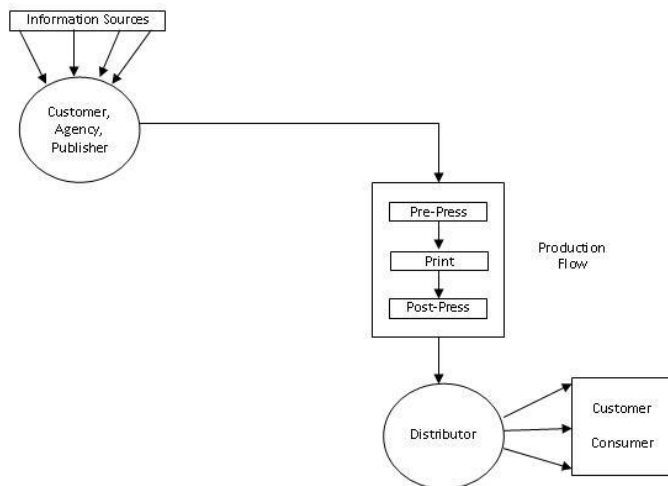 Information Sources
Customer,
Agency,
Publisher
Pre-Press
Print
Post-Press
Production
Flow
Distributor
Customer
Consumer